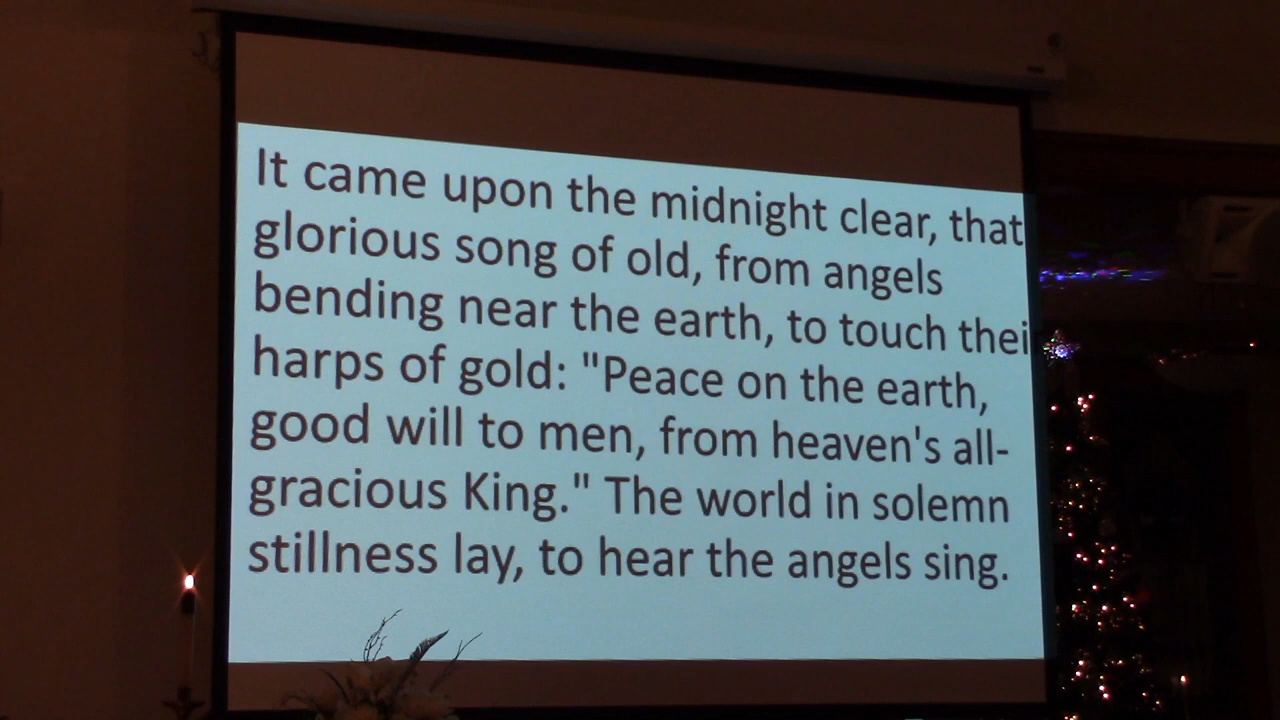 It came upon the midnight clear, that
glorious song of old, from angels
bending near the earth, to touch thei
harps of gold: "Peace on the earth,
good will to men, from heaven's all-
gracious King." The world in solemn
stillness lay, to hear the angels sing.